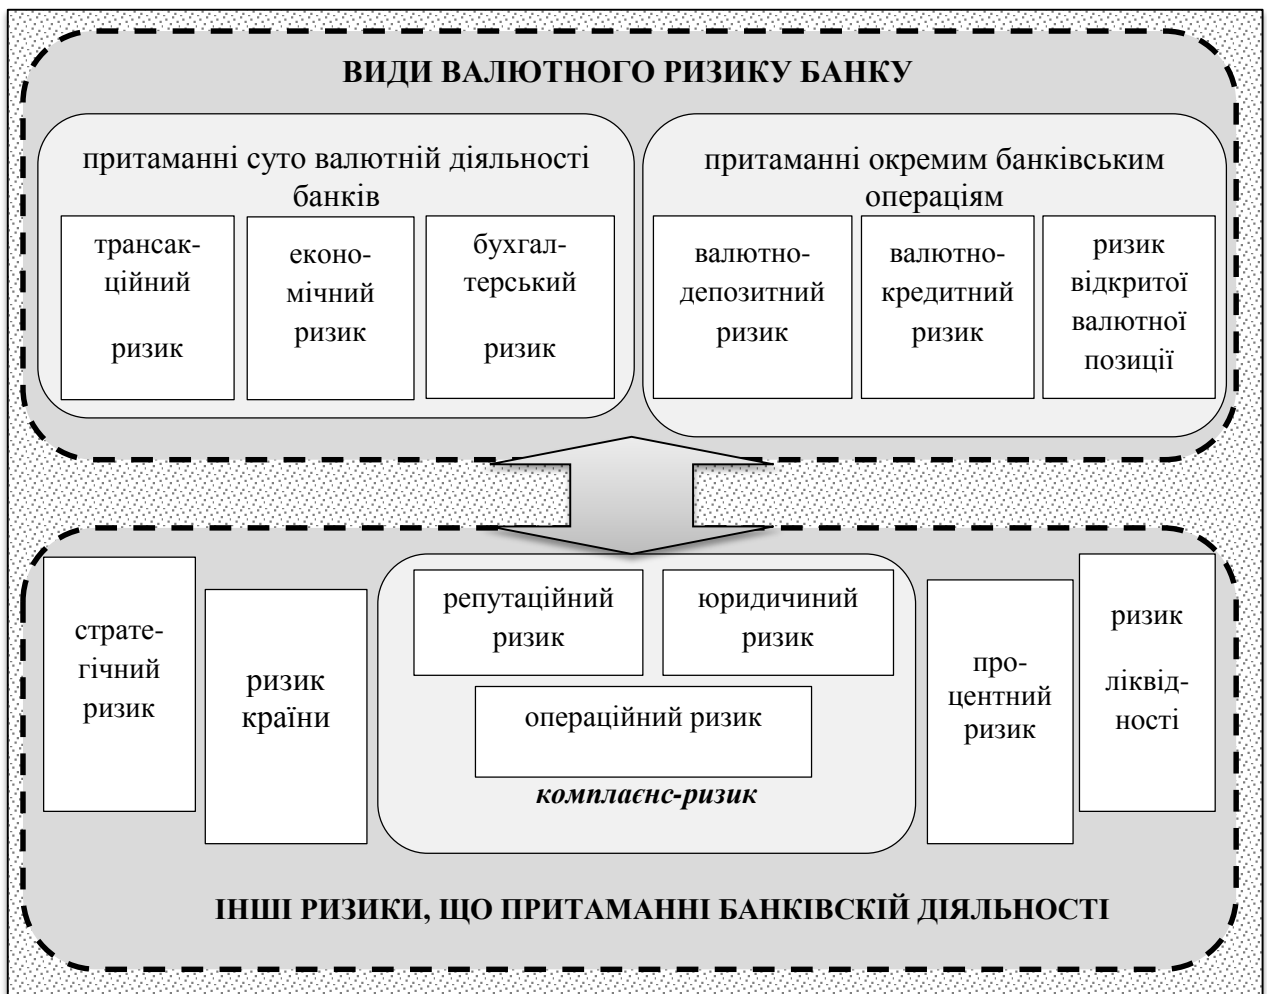 ВИДИ ВАЛЮТНОГО РИЗИКУ БАНКУ
притаманні суто валютній діяльності
банків
трансак-
ційний
ризик
еконо-
мічний
ризик
бухгал-
терський
ризик
притаманні окремим банківським
операціям
валютно-
депозитний
ризик
валютно-
кредитний
ризик
ризик
відкритої
валютної
позиції
страте-
гічний
ризик
ризик
країни
репутаційний
ризик
юридичиний
ризик
операційний ризик
комплаєнс-ризик
про-
центний
ризик
ризик
ліквід-
ності
ІНШІ РИЗИКИ, ЩО ПРИТАМАННІ БАНКІВСКІЙ ДІЯЛЬНОСТІ